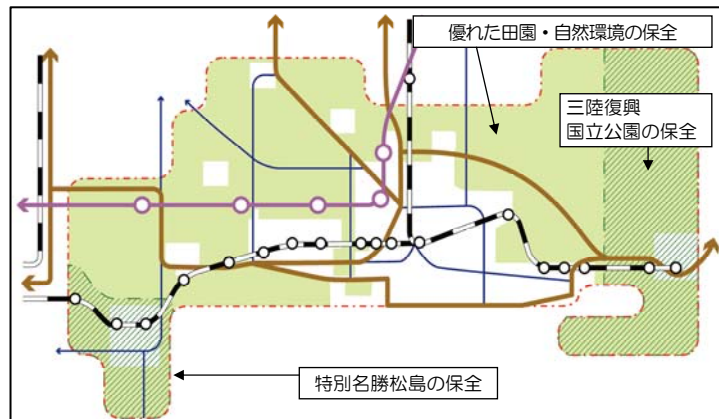 優れた田園・自然環境の保全
三陸復興
国立公園の保全
特別名勝松島の保全